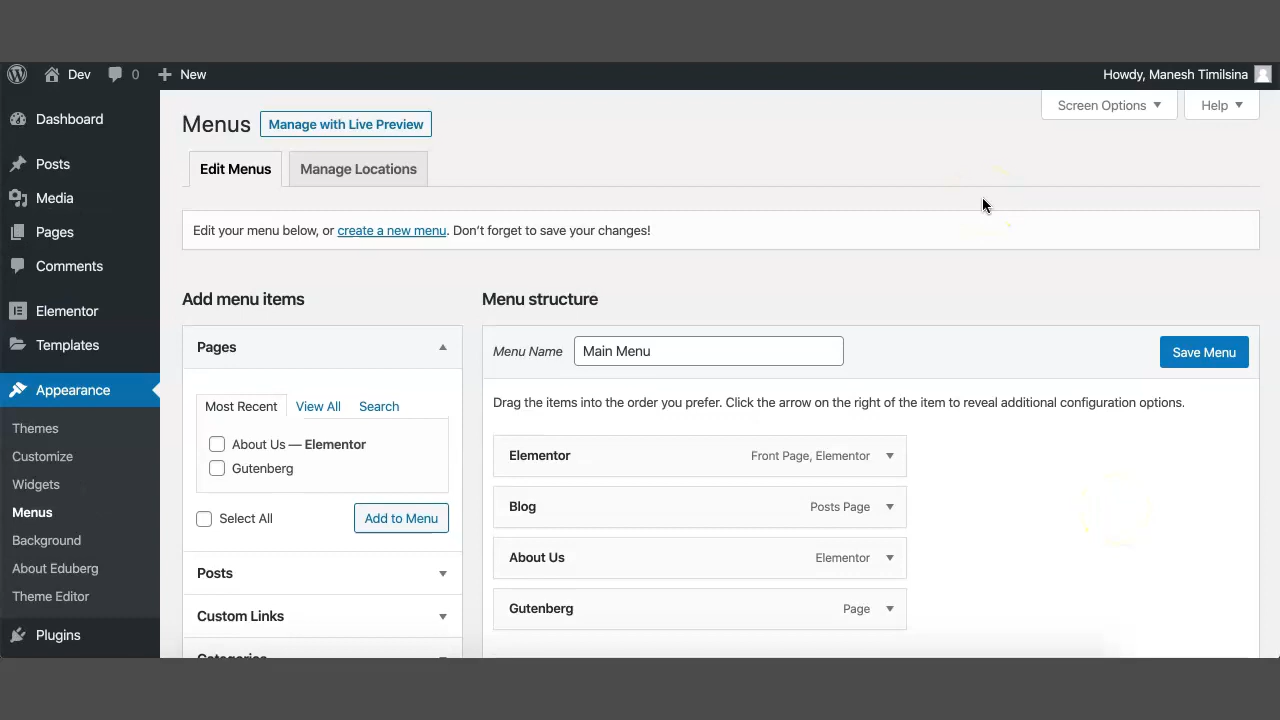 Dev
0
New
Howdy, Manesh Timilsina
Dashboard
Posts
Media
Pages
Comments
Elementor
Templates
Appearance
Themes
Customize
Widgets
Menus
Background
About Eduberg
Theme Editor
Plugins
Screen Options
Help
Menus
Manage with Live Preview
Edit Menus
Manage Locations
Edit your menu below, or create a new menu. Don’t forget to save your changes!
Add menu items
Pages
Most Recent
View All
Search
About Us — Elementor
Gutenberg
Select All
Add to Menu
Posts
Custom Links
Categories
Menu structure
Menu Name
Main Menu
Save Menu
Drag the items into the order you prefer. Click the arrow on the right of the item to reveal additional configuration options.
Elementor
Front Page, Elementor
Blog
Posts Page
About Us
Elementor
Gutenberg
Page